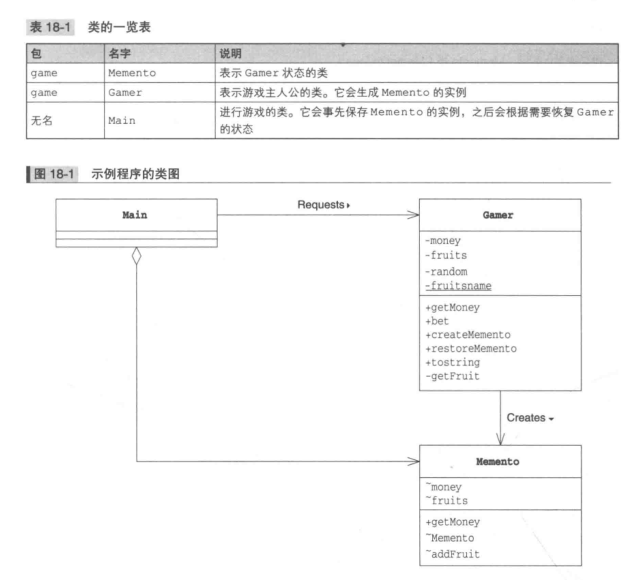 表 18-1 类的一览表
包 名字 说明
game Memento 表示 Gamer 状态的类
game Gamer 表示游戏主人公的类。它会生成 Memento 的实例
无名 Main 进行游戏的类。它会事先保存 Memento 的实例，之后会根据需要恢复 Gamer
的状态
图 18-1 示例程序的类图
Main
Requests
Gamer
-money
-fruits
-random
-fruitsname
+getMoney
+bet
+createMemento
+restoreMemento
+tostring
-getFruit
Creates
Memento
~money
~fruits
+getMoney
~Memento
~addFruit